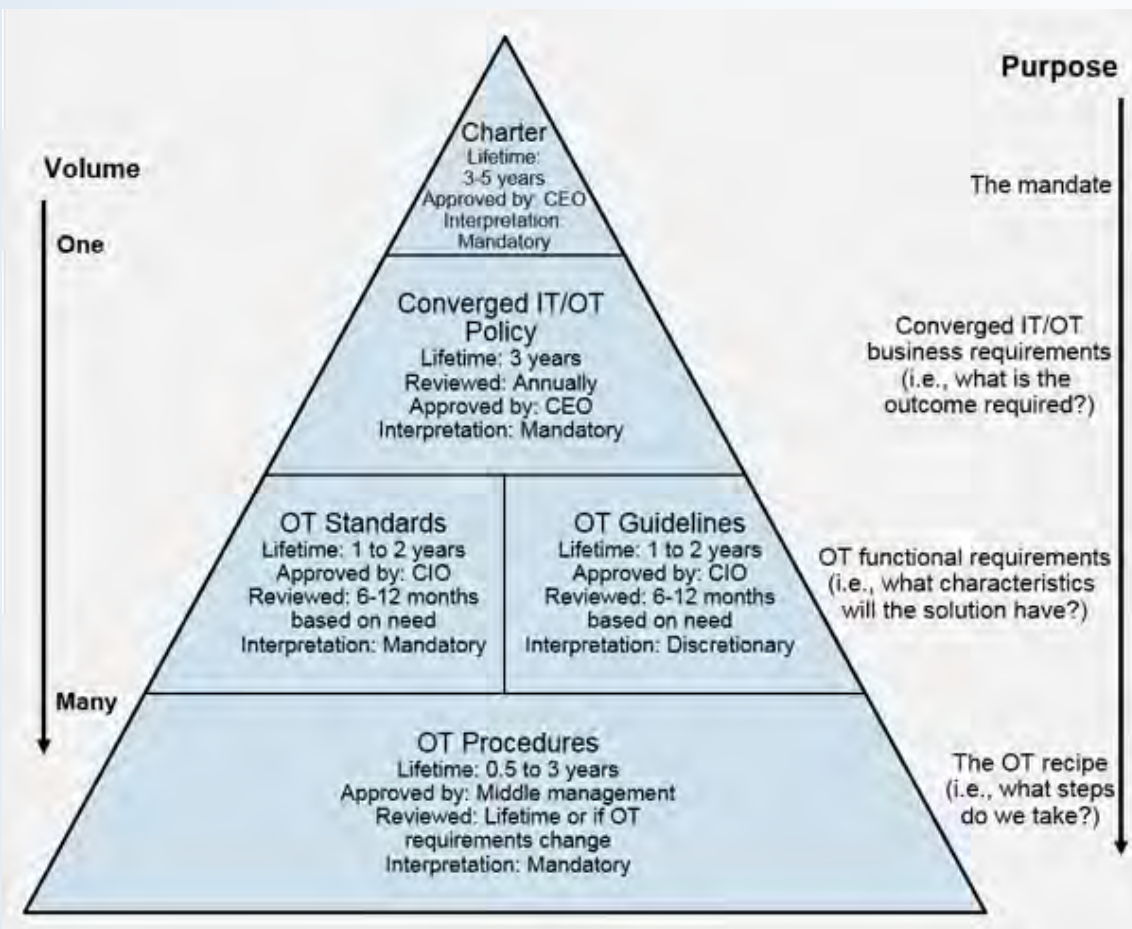 Purpose
Volume
One
Charter
Lifetime:
3-5 years
Approved by: CEO
Interpretation:
Mandatory
The mandate
Converged IT/OT
Policy
Lifetime: 3 years
Reviewed: Annually
Approved by: CEO
Interpretation: Mandatory
Converged IT/OT
business requirements
(i.e., what is the
outcome required?)
OT Standards
Lifetime: 1 to 2 years
Approved by: CIO
Reviewed: 6-12 months
based on need
Interpretation: Mandatory
OT Guidelines
Lifetime: 1 to 2 years
Approved by: CIO
Reviewed: 6-12 months
based on need
Interpretation: Discretionary
OT functional requirements
(i.e., what characteristics
will the solution have?)
Many
OT Procedures
Lifetime: 0.5 to 3 years
Approved by: Middle management
Reviewed: Lifetime or if OT
requirements change
Interpretation: Mandatory
The OT recipe
(i.e., what steps
do we take?)